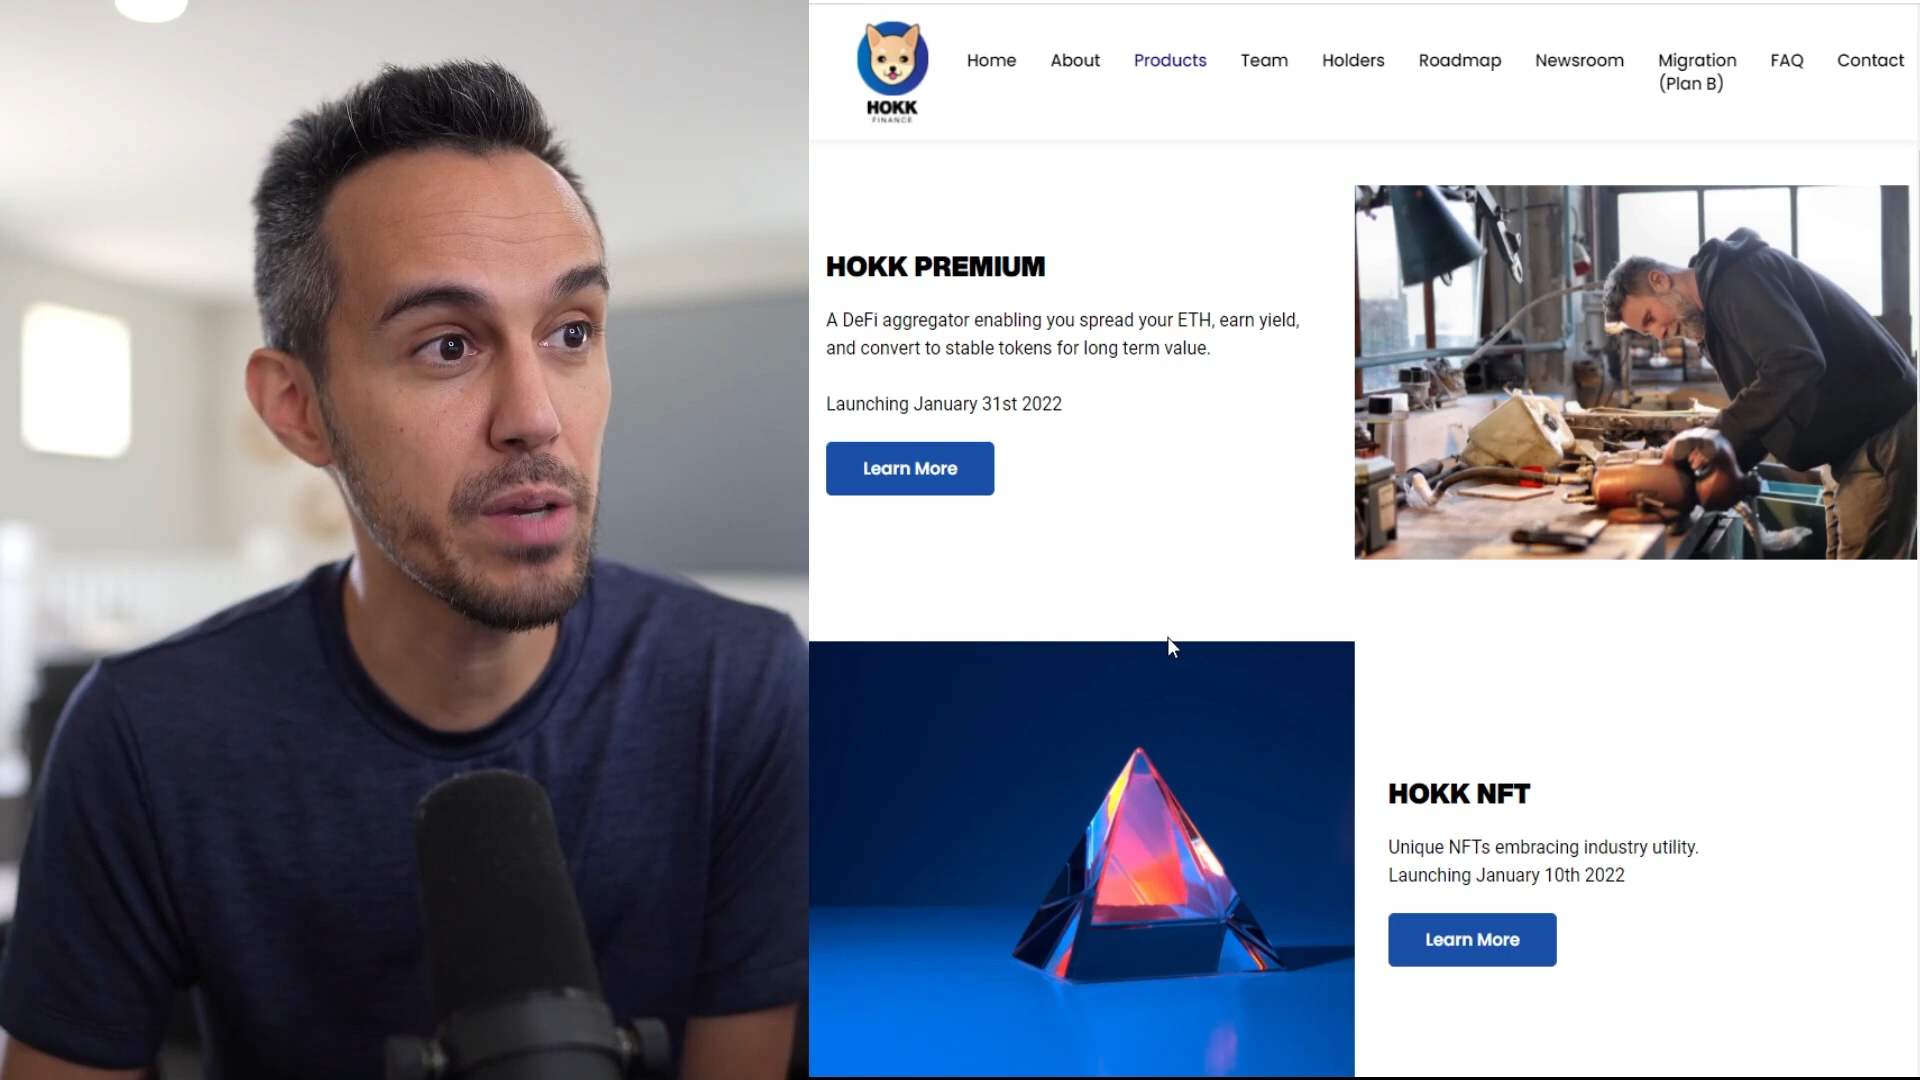 HOKK
FINANCE
Home
About
Products
Team
Holders
Roadmap
Newsroom
Migration
(Plan B)
FAQ
Contact
HOKK PREMIUM
A DeFi aggregator enabling you spread your ETH, earn yield,
and convert to stable tokens for long term value.
Launching January 31st 2022
Learn More
HOKK NFT
Unique NFTs embracing industry utility.
Launching January 10th 2022
Learn More